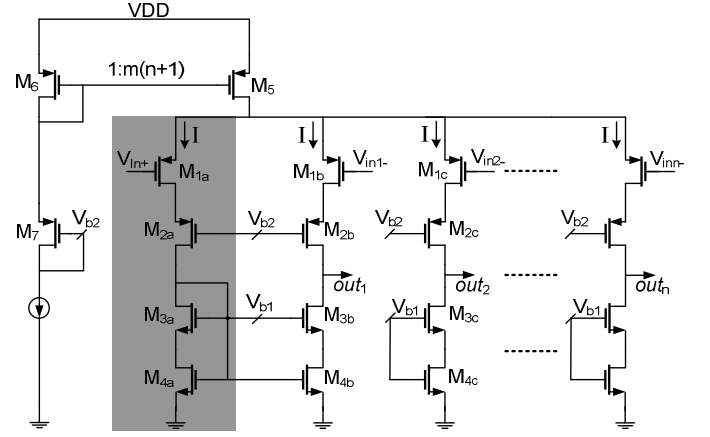 VDD
M6 1:m(n+1) M5
I I I I
Vin+ M1a M1b Vin1- M1c Vin2- Vinn-
M7 Vb2 M2a Vb2 M2b Vb2 M2c Vb2
out1 out2 outn
M3a Vb1 M3b Vb1 M3c Vb1
M4a M4b M4c